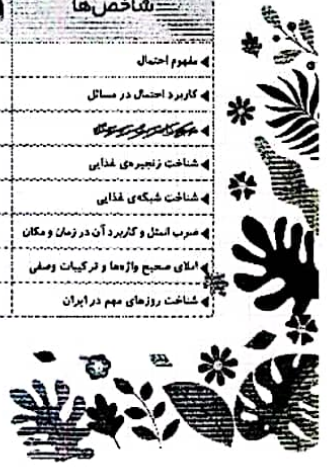 شاخص‌ها
مفهوم احتمال
کاربرد احتمال در مسائل
شناخت زنجیره‌ی غذایی
شناخت شبکه‌ی غذایی
ضرب المثل و کاربرد آن در زمان و مکان
املای صحیح واژه‌ها و ترکیبات وصفی
شناخت روزهای مهم در ایران